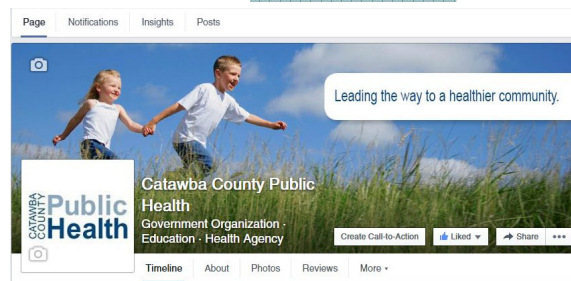 Page Notifications Insights Posts
Leading the way to a healthier community.
CATAWBA COUNTY Public Health
Catawba County Public
Health
Government Organization ·
Education · Health Agency
Create Call-to-Action Liked Share
Timeline About Photos Reviews More